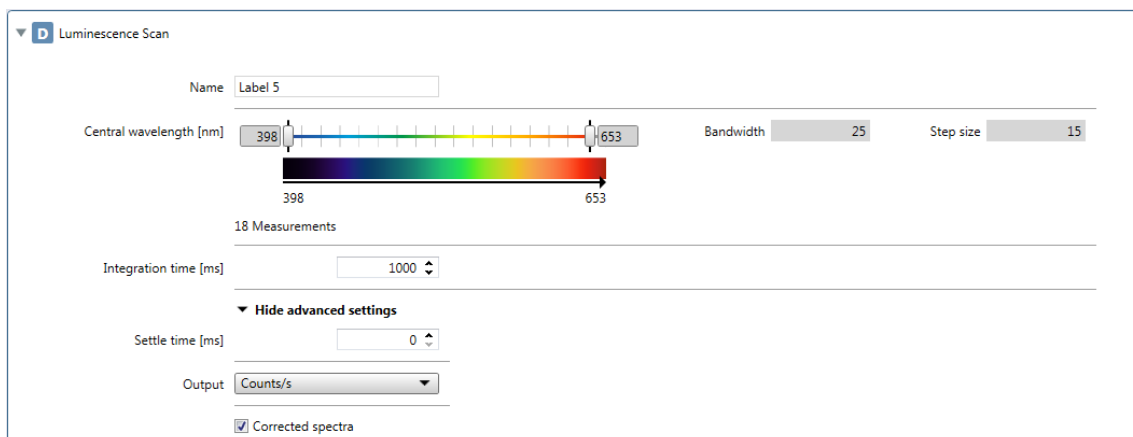 D Luminescence Scan
Name Label 5
Central wavelength [nm] 398 653 Bandwidth 25 Step size 15
398 653
18 Measurements
Integration time [ms] 1000
Hide advanced settings
Settle time [ms] 0
Output Counts/s
Corrected spectra